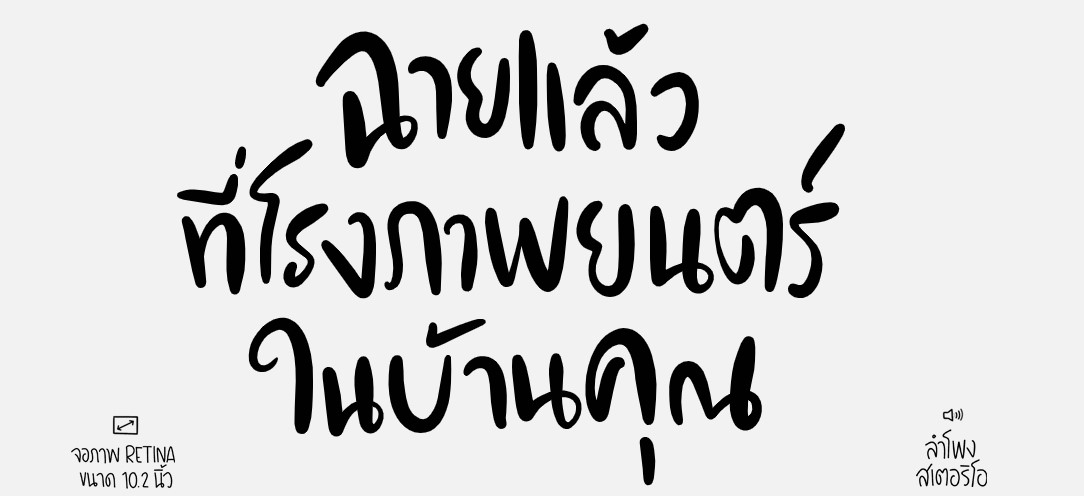 ฉายแล้ว
ที่โรงภาพยนตร์
ในบ้านคุณ
จอภาพ RETINA
ขนาด 10.2 นิ้ว
ลำโพง
สเตอริโอ